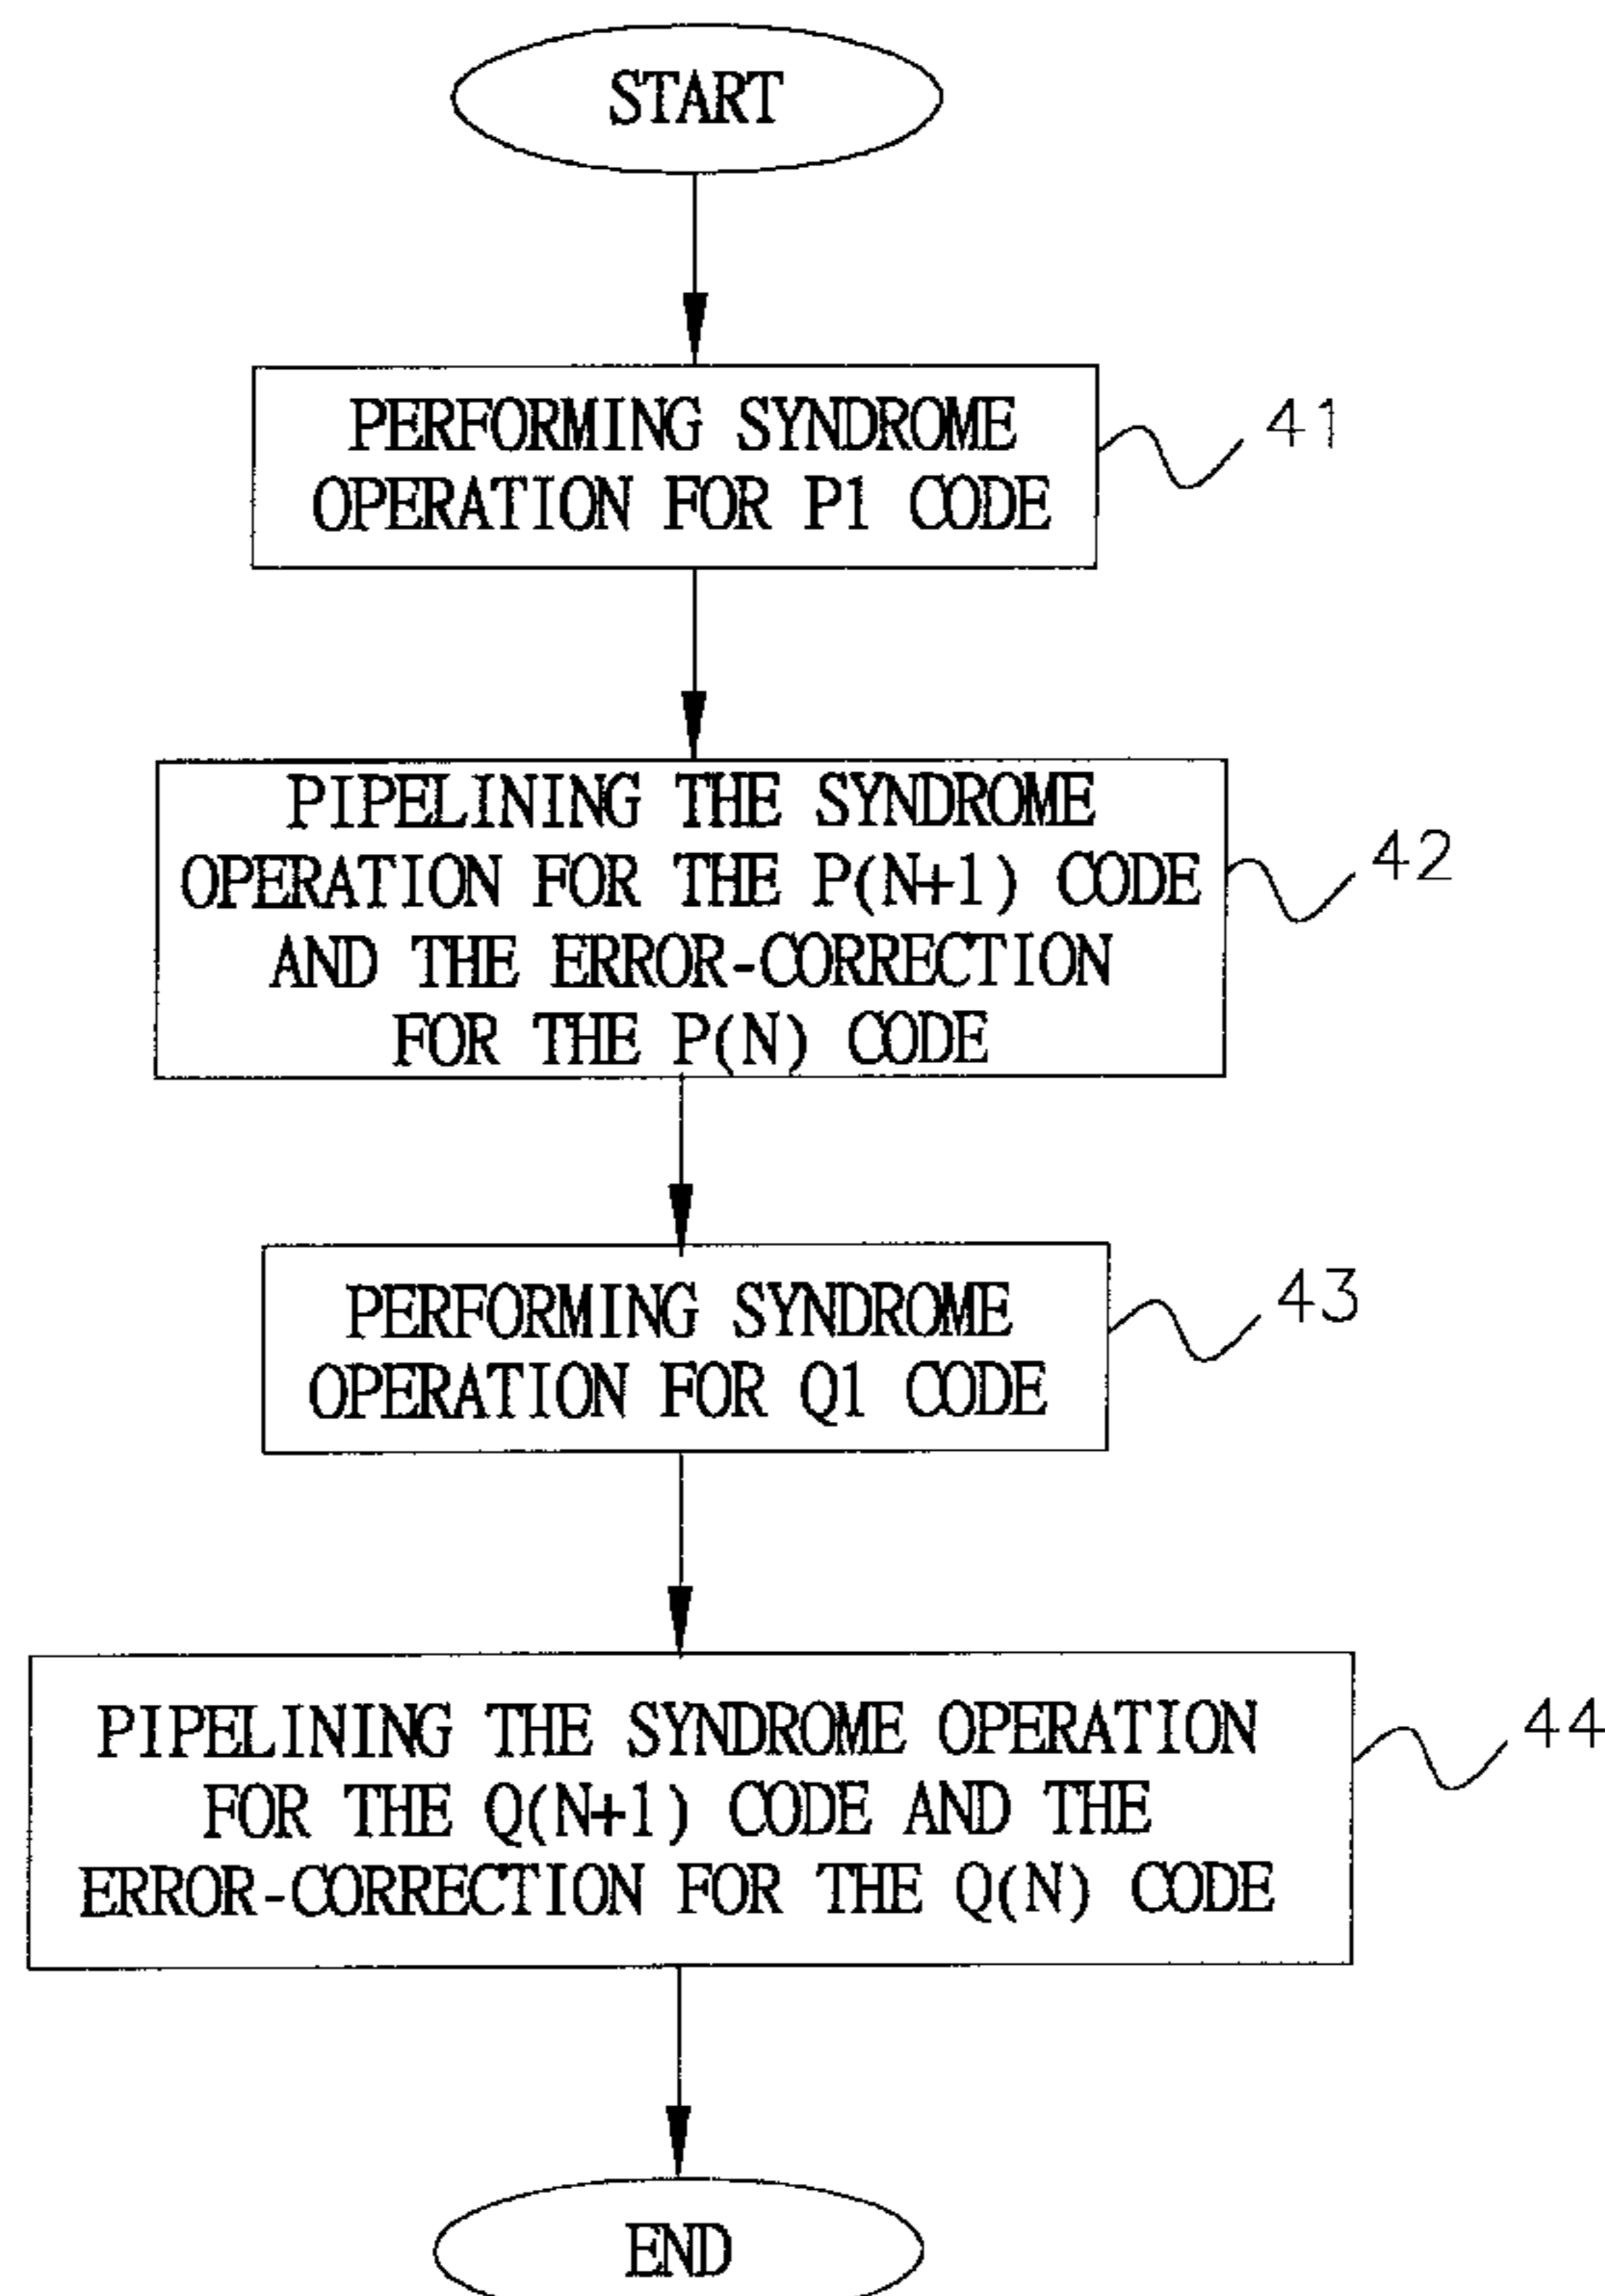 START
PERFORMING SYNDROME
OPERATION FOR P1 CODE
41
PIPELINING THE SYNDROME
OPERATION FOR THE P(N+1) CODE
AND THE ERROR-CORRECTION
FOR THE P(N) CODE
42
PERFORMING SYNDROME
OPERATION FOR Q1 CODE
43
PIPELINING THE SYNDROME OPERATION
FOR THE Q(N+1) CODE AND THE
ERROR-CORRECTION FOR THE Q(N) CODE
44
END